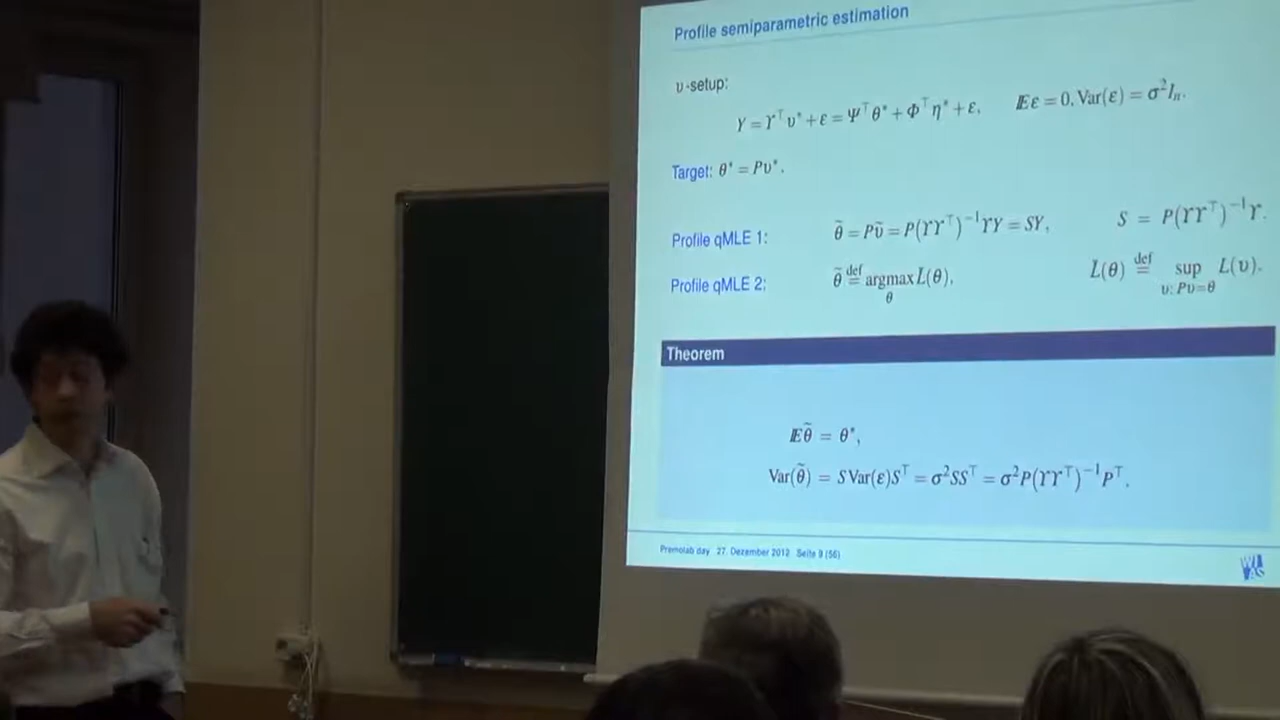 Profile semiparametric estimation
υ-setup:
Y = ϒ^⊤ υ* + ε = Ψ^⊤ θ* + Φ^⊤ η* + ε,  𝔼ε = 0, Var(ε) = σ²Iₙ.
Target: θ* = Pυ*.
Profile qMLE 1: θ̃ = Pυ̃ = P(ϒϒ^⊤)^{-1}ϒY = SY,  S = P(ϒϒ^⊤)^{-1}ϒ.
Profile qMLE 2: θ̃ def= argmax_θ L̆(θ),  L̆(θ) def= sup_{υ: Pυ=θ} L(υ).
Theorem
𝔼θ̃ = θ*,
Var(θ̃) = S Var(ε)S^⊤ = σ²SS^⊤ = σ²P(ϒϒ^⊤)^{-1}P^⊤.
Premolab day 27. Dezember 2012 Seite 9 (56)